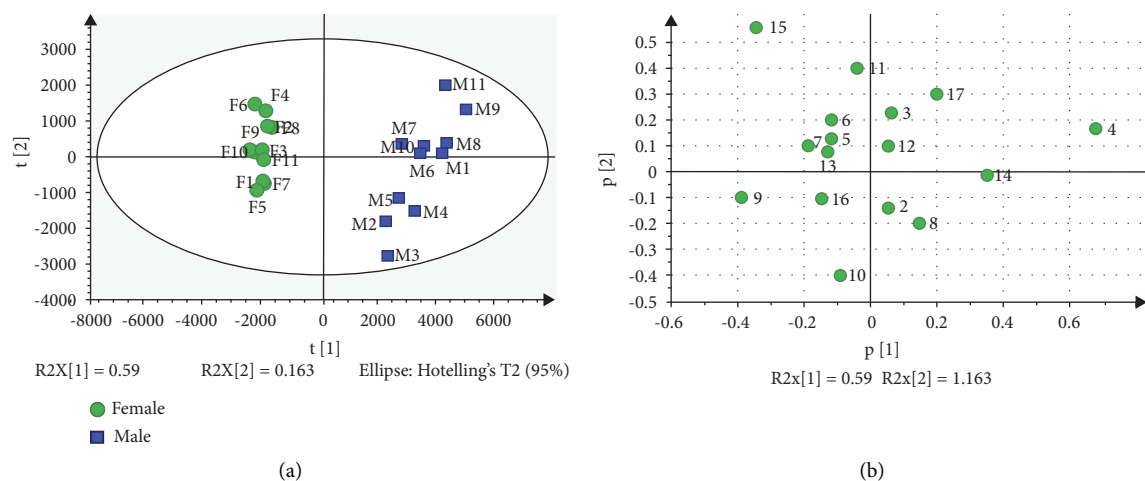 t [2]
3000
2000
1000
0
-1000
-2000
-3000
-4000
-8000 -6000 -4000 -2000 0 2000 4000 6000
t [1]
F4
F6
F9 F2 F8
F10 F3
F11
F1 F7
F5
M11
M9
M7
M10 M8
M6 M1
M5
M4
M2
M3
R2X[1] = 0.59 R2X[2] = 0.163 Ellipse: Hotelling's T2 (95%)
Female
Male
(a)
p [2]
0.5
0.4
0.3
0.2
0.1
0
-0.1
-0.2
-0.3
-0.4
-0.5
-0.6 -0.4 -0.2 0 0.2 0.4 0.6
p [1]
15
11
17
3
6
4
5
7
12
13
14
9
16
2
8
10
R2x[1] = 0.59 R2x[2] = 1.163
(b)